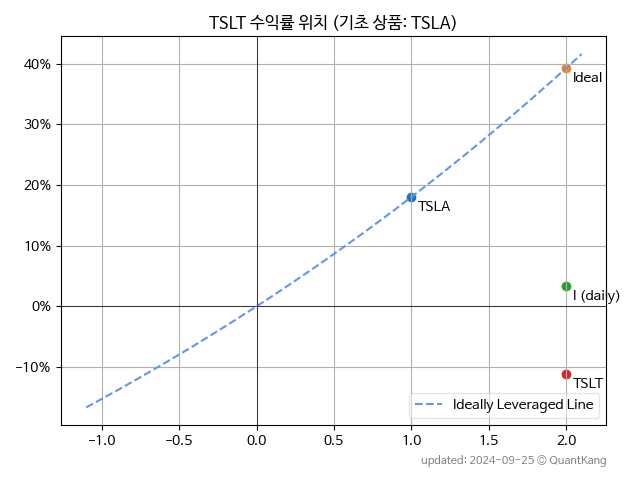 TSLT 수익률 위치 (기초 상품: TSLA)
40%
30%
20%
10%
0%
−10%
Ideal
TSLA
I (daily)
TSLT
Ideally Leveraged Line
−1.0 −0.5 0.0 0.5 1.0 1.5 2.0
updated: 2024-09-25 © QuantKang